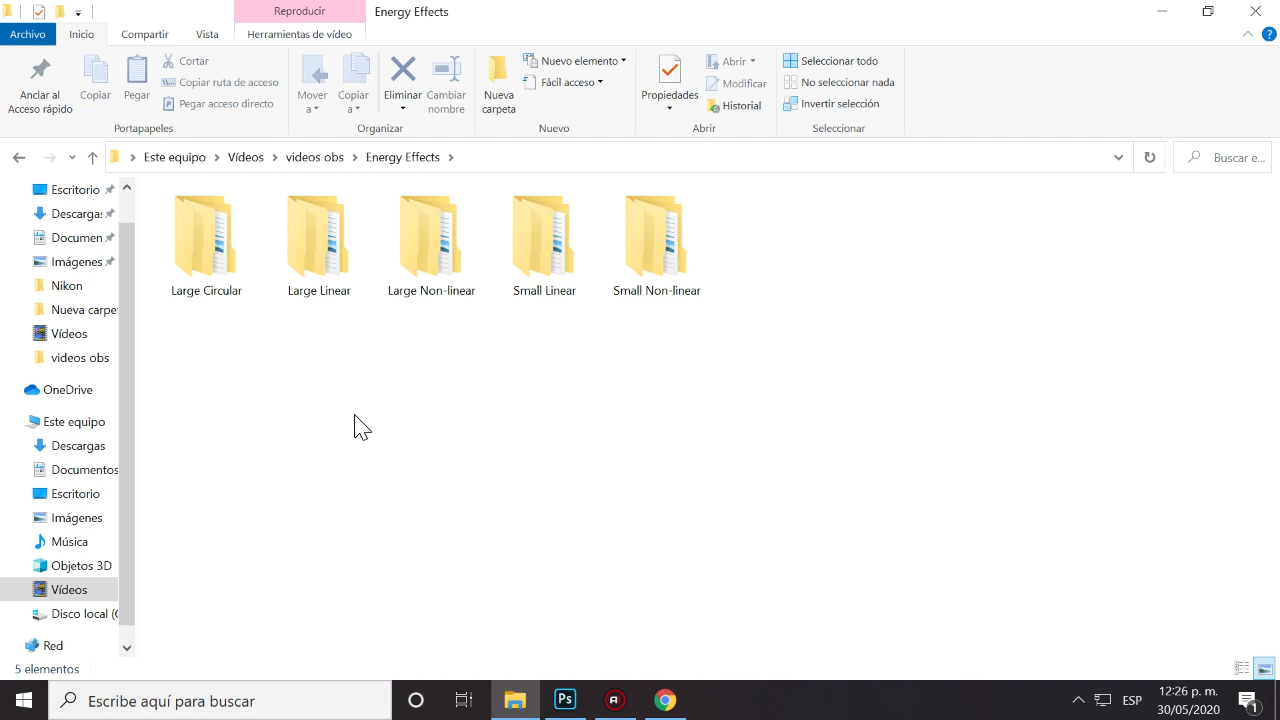 Reproducir
Energy Effects
Archivo
Inicio
Compartir
Vista
Herramientas de vídeo
?
Anclar al
Acceso rápido
Copiar
Pegar
Cortar
Copiar ruta de acceso
Pegar acceso directo
Portapapeles
Mover
a
Copiar
a
Eliminar
Cambiar
nombre
Organizar
Nueva
carpeta
Nuevo elemento
Fácil acceso
Nuevo
Propiedades
Abrir
Modificar
Historial
Abrir
Seleccionar todo
No seleccionar nada
Invertir selección
Seleccionar
Este equipo > Vídeos > videos obs > Energy Effects >
Buscar e...
Escritorio
Descargas
Documen
Imágenes
Nikon
Nueva carpe
Vídeos
videos obs
OneDrive
Este equipo
Descargas
Documentos
Escritorio
Imágenes
Música
Objetos 3D
Vídeos
Disco local (
Red
Large Circular
Large Linear
Large Non-linear
Small Linear
Small Non-linear
5 elementos
Escribe aquí para buscar
Ps
ESP
12:26 p. m.
30/05/2020
1